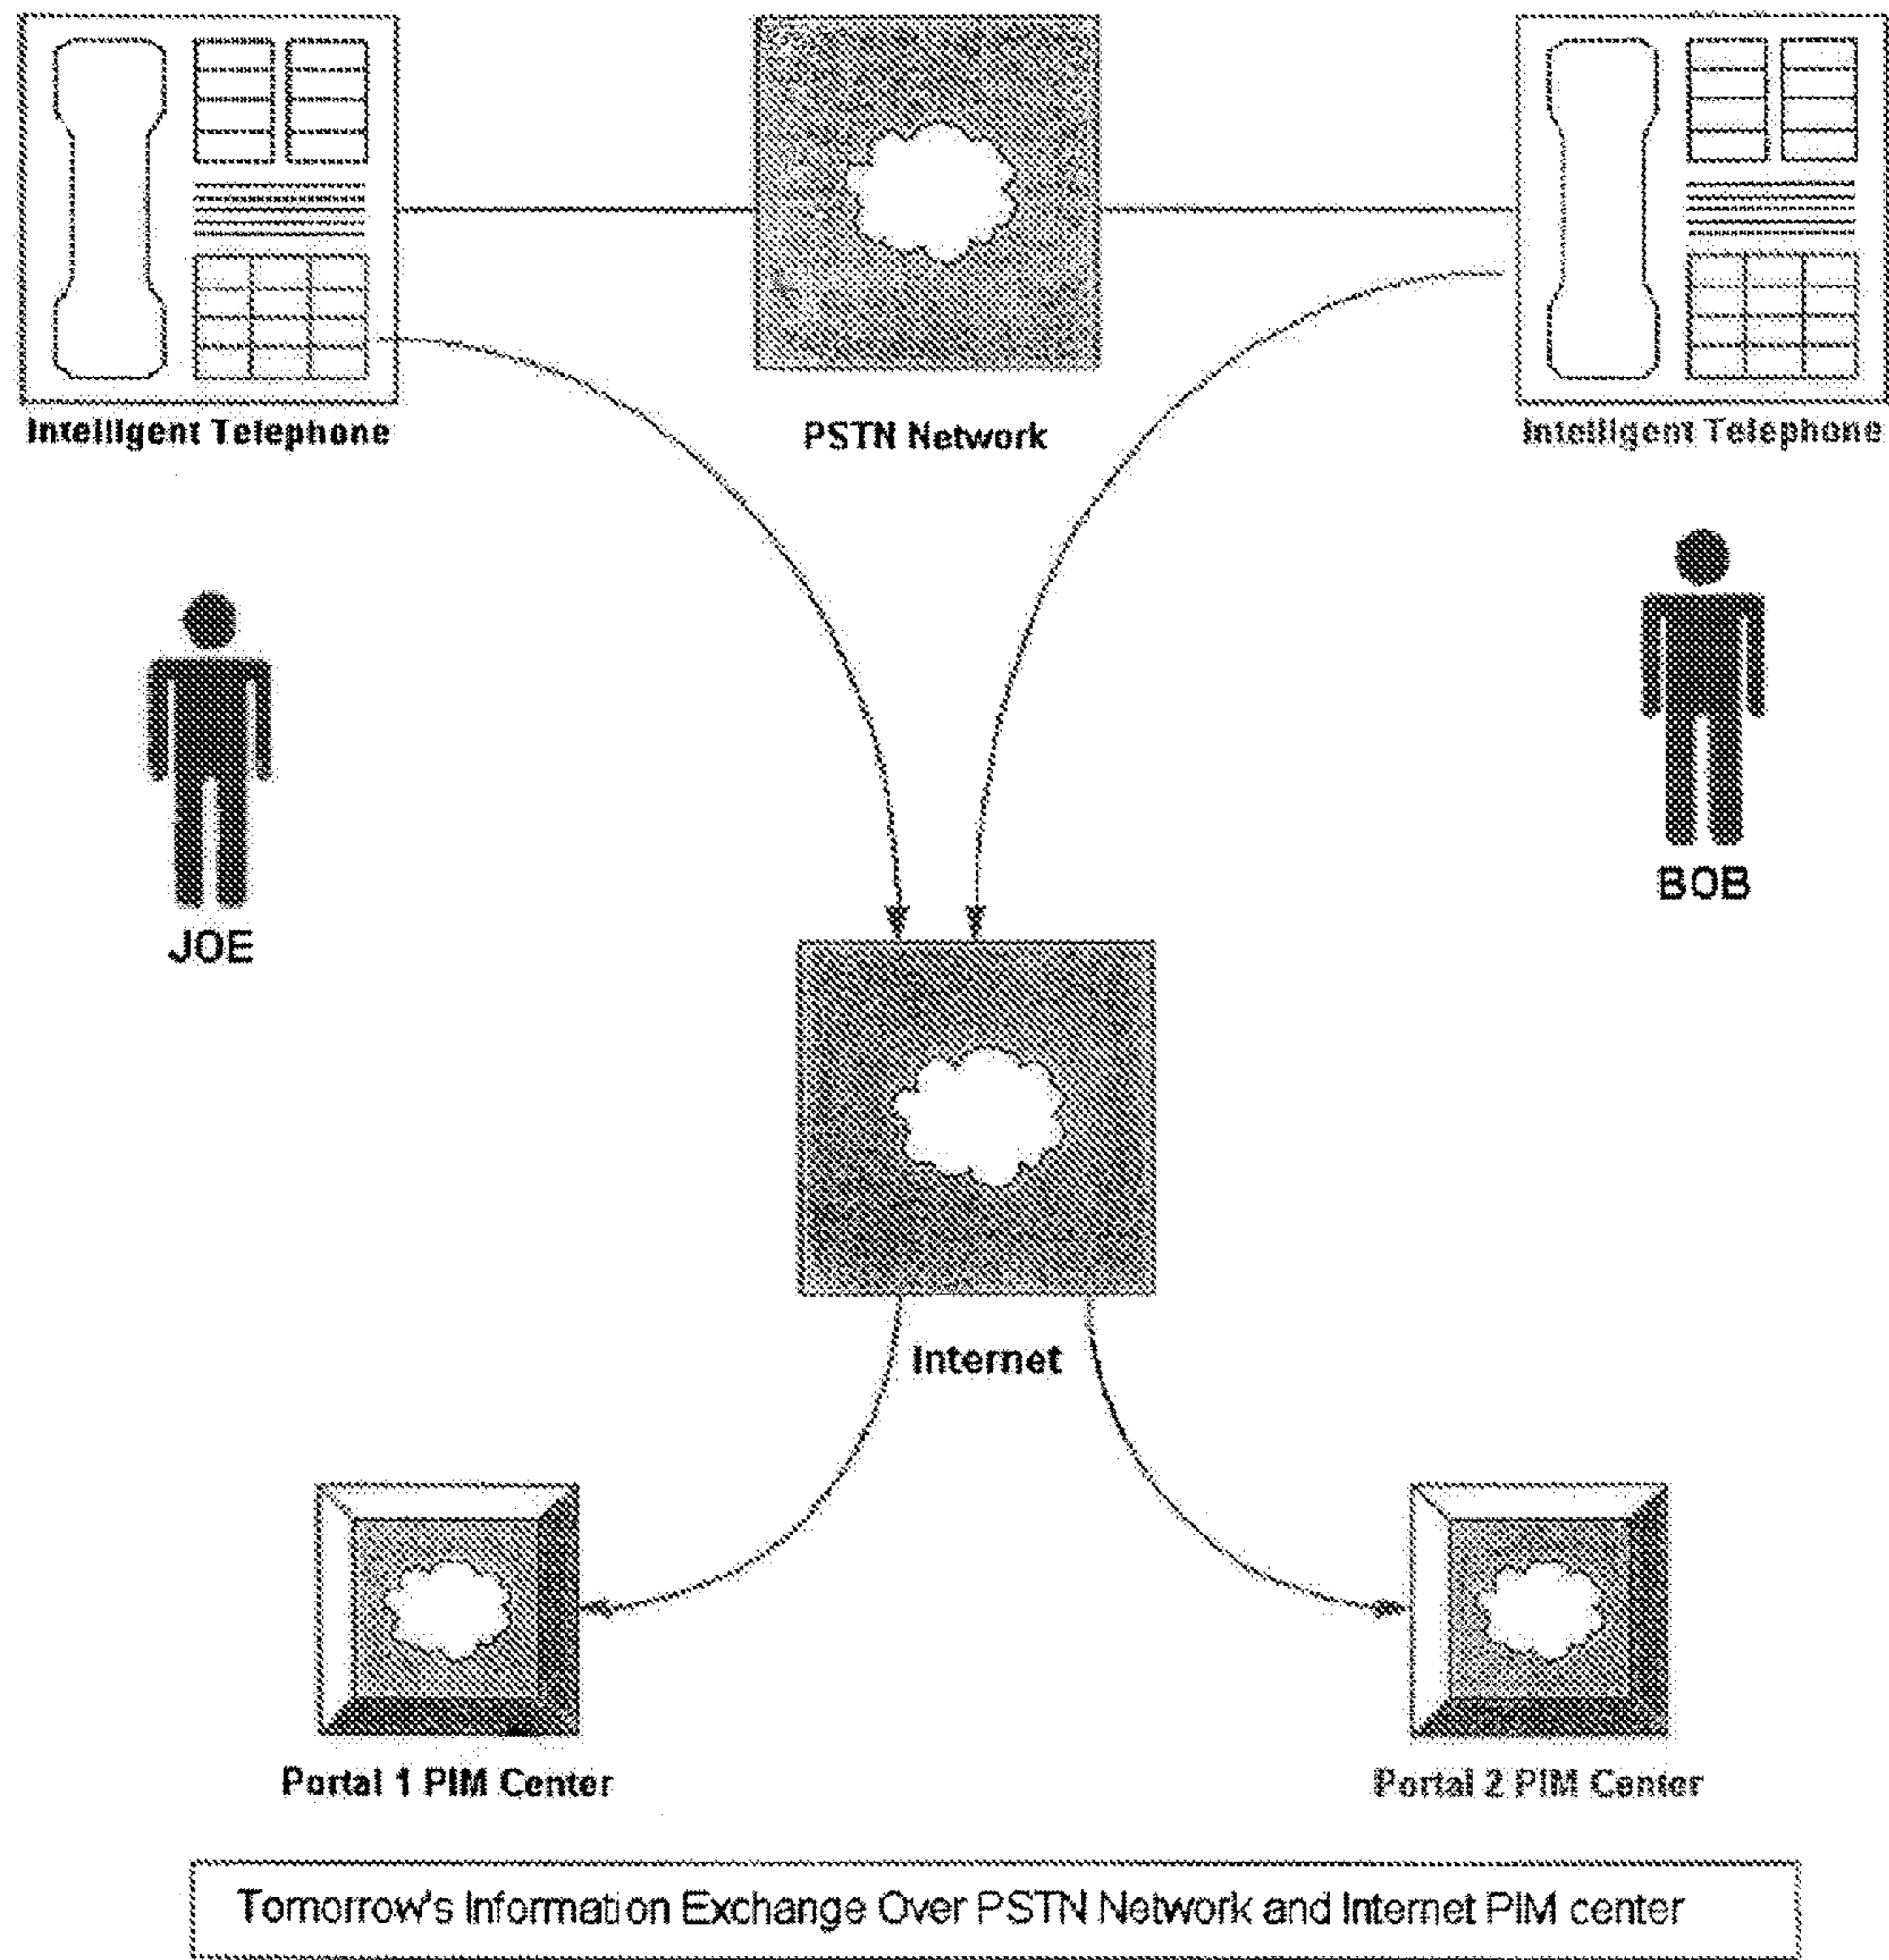 Intelligent Telephone
PSTN Network
Intelligent Telephone
JOE
BOB
Internet
Portal 1 PIM Center
Portal 2 PIM Center
Tomorrow's Information Exchange Over PSTN Network and Internet PIM center